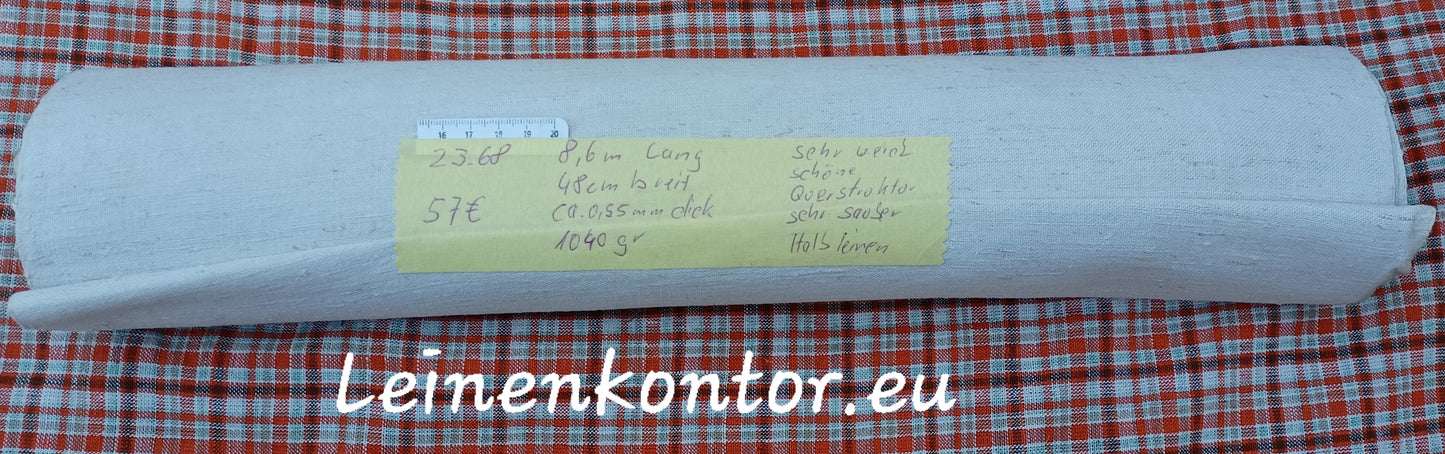 16 17 18 19 20
23.68
57€
8,6m Lang
48cm breit
ca. 0,55mm dick
1040 gr
sehr weich
schöne
Querstruktur
sehr sauber
Halbleinen
Leinenkontor.eu